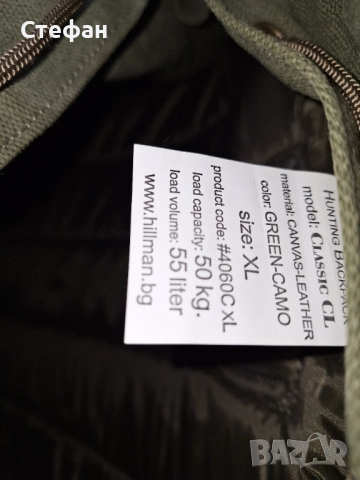 Стефан
HUNTING BACKPACK
model: CLASSIC CL
material: CANVAS-LEATHER
color: GREEN-CAMO
size: XL
product code: #4060C XL
load capacity: 50 kg.
load volume: 55 liter
www.hillman.bg
BAZAR